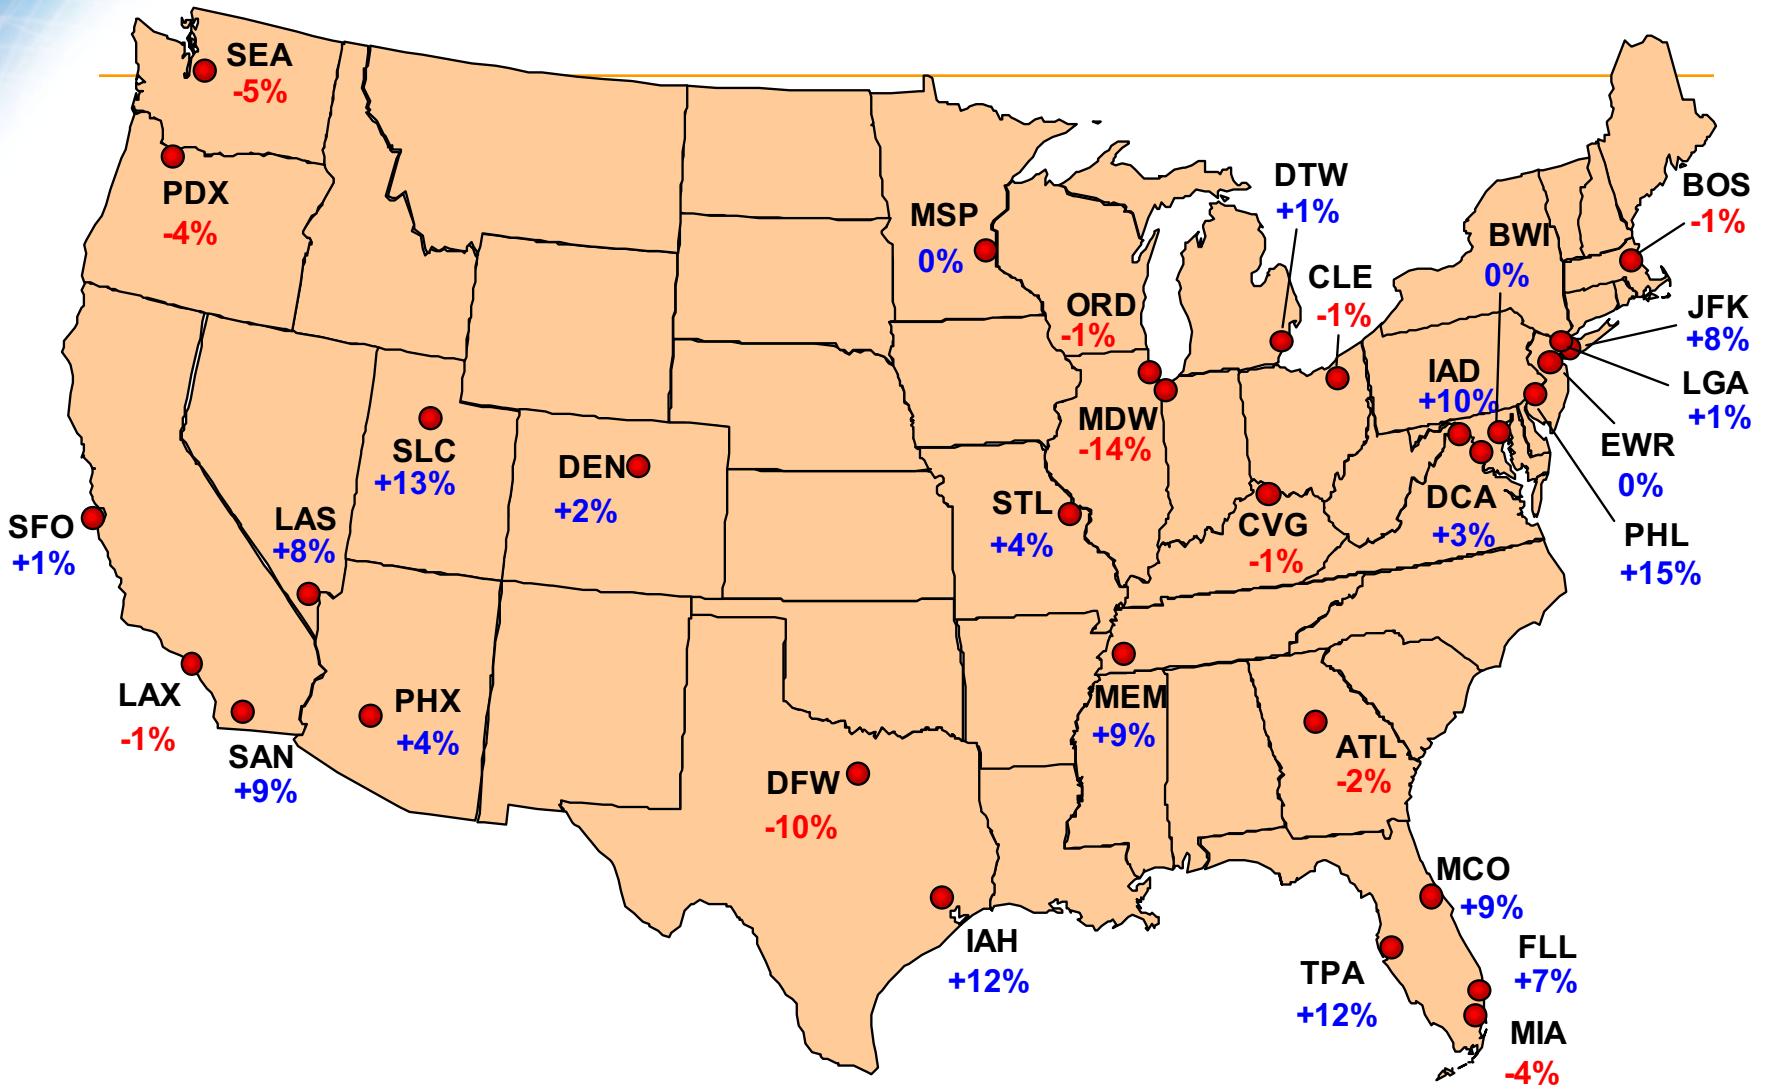 SEA
-5%
PDX
-4%
MSP
0%
DTW
+1%
BOS
-1%
BWI
0%
CLE
-1%
ORD
-1%
JFK
+8%
IAD
+10%
LGA
+1%
MDW
-14%
EWR
0%
SLC
+13%
DEN
+2%
STL
+4%
CVG
-1%
DCA
+3%
PHL
+15%
SFO
+1%
LAS
+8%
LAX
-1%
SAN
+9%
PHX
+4%
MEM
+9%
ATL
-2%
DFW
-10%
IAH
+12%
MCO
+9%
TPA
+12%
FLL
+7%
MIA
-4%